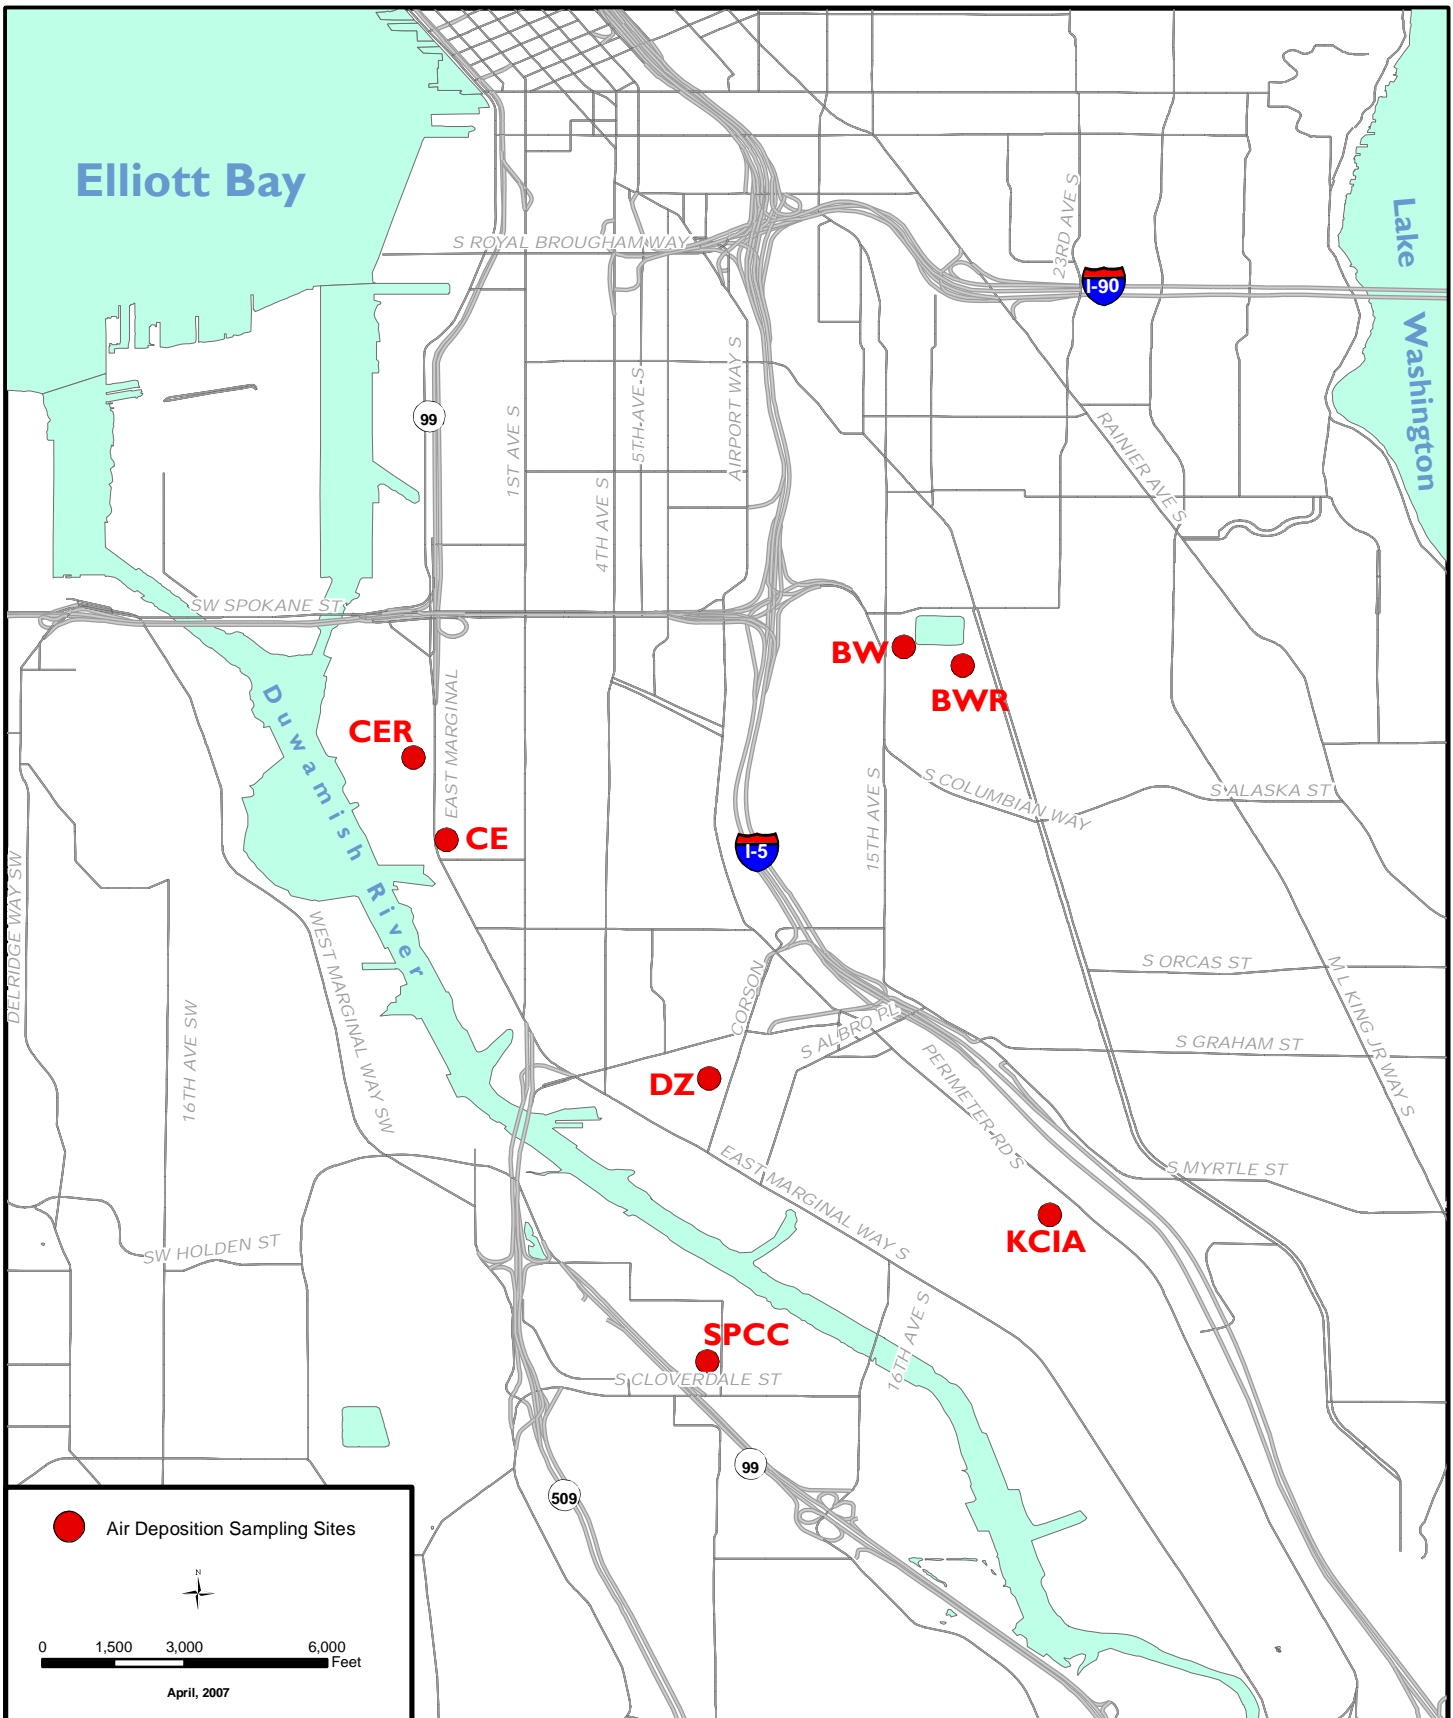 Elliott Bay
Lake
Washington
23RD AVE S
S ROYAL BROUGHAM WAY
I-90
99
1ST AVE S
5TH AVE S
AIRPORT WAY S
4TH AVE S
RAINIER AVE S
SW SPOKANE ST
BW
BWR
Duwamish River
CER
EAST MARGINAL
CE
I-5
15TH AVE S
S COLUMBIAN WAY
S ALASKA ST
DELRIDGE WAY SW
16TH AVE SW
WEST MARGINAL WAY SW
CORSON
S ORCAS ST
M L KING JR WAY S
S ALBRO PL
S GRAHAM ST
DZ
PERIMETER RD S
EAST MARGINAL WAY S
S MYRTLE ST
KCIA
SW HOLDEN ST
16TH AVE S
SPCC
S CLOVERDALE ST
99
509
Air Deposition Sampling Sites
N
0 1,500 3,000 6,000
Feet
April, 2007